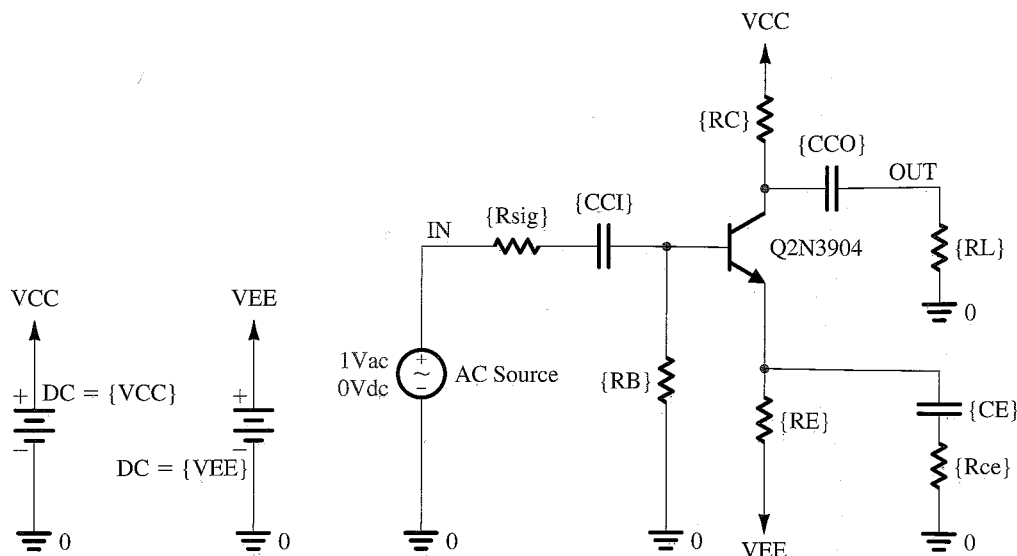 VCC
{RC}
{CCO}
OUT
{CCI}
{Rsig}
IN
Q2N3904
{RL}
0
VCC
VEE
+
DC = {VCC}
−
+
−
DC = {VEE}
1Vac
0Vdc
+
~
−
AC Source
{RB}
{RE}
{CE}
{Rce}
0
0
0
0
VEE
0